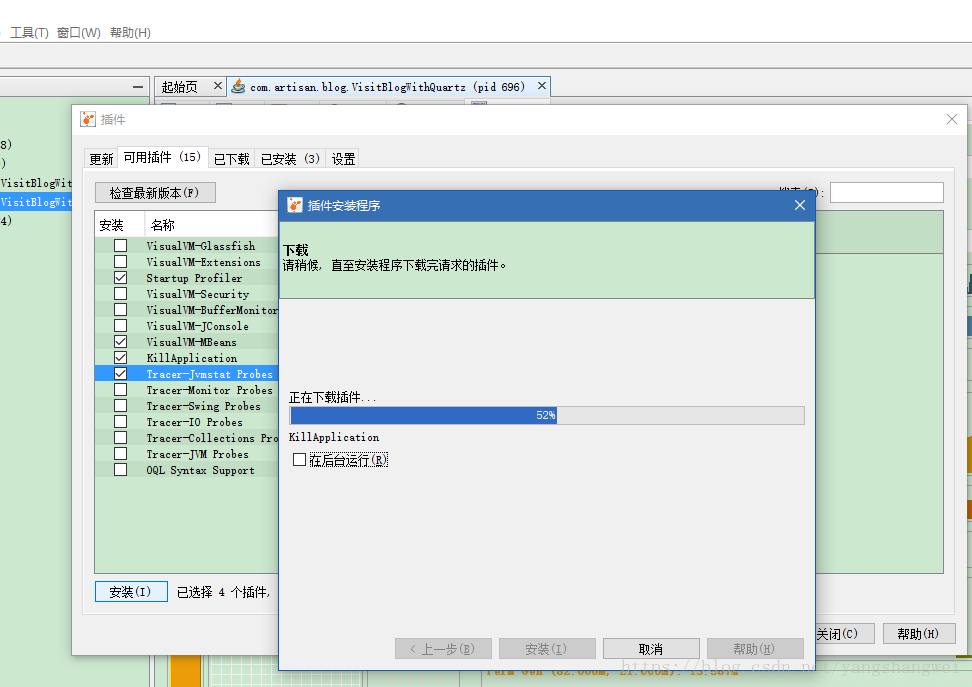 工具(T) 窗口(W) 帮助(H)
起始页
com.artisan.blog.VisitBlogWithQuartz (pid 696)
插件
8)
)
VisitBlogWit
VisitBlogWit
4)
更新 可用插件 (15) 已下载 已安装 (3) 设置
检查最新版本(F)
安装 名称
VisualVM-Glassfish
VisualVM-Extensions
Startup Profiler
VisualVM-Security
VisualVM-BufferMonitor
VisualVM-JConsole
VisualVM-MBeans
KillApplication
Tracer-Jvmstat Probes
Tracer-Monitor Probes
Tracer-Swing Probes
Tracer-IO Probes
Tracer-Collections Pro
Tracer-JVM Probes
OQL Syntax Support
安装(I) 已选择 4 个插件,
插件安装程序
下载
请稍候, 直至安装程序下载完请求的插件。
正在下载插件...
52%
KillApplication
在后台运行(R)
< 上一步(B) 安装(I) 取消 帮助(H)
关闭(C) 帮助(H)
https://blog.csdn.net/yangshangwei